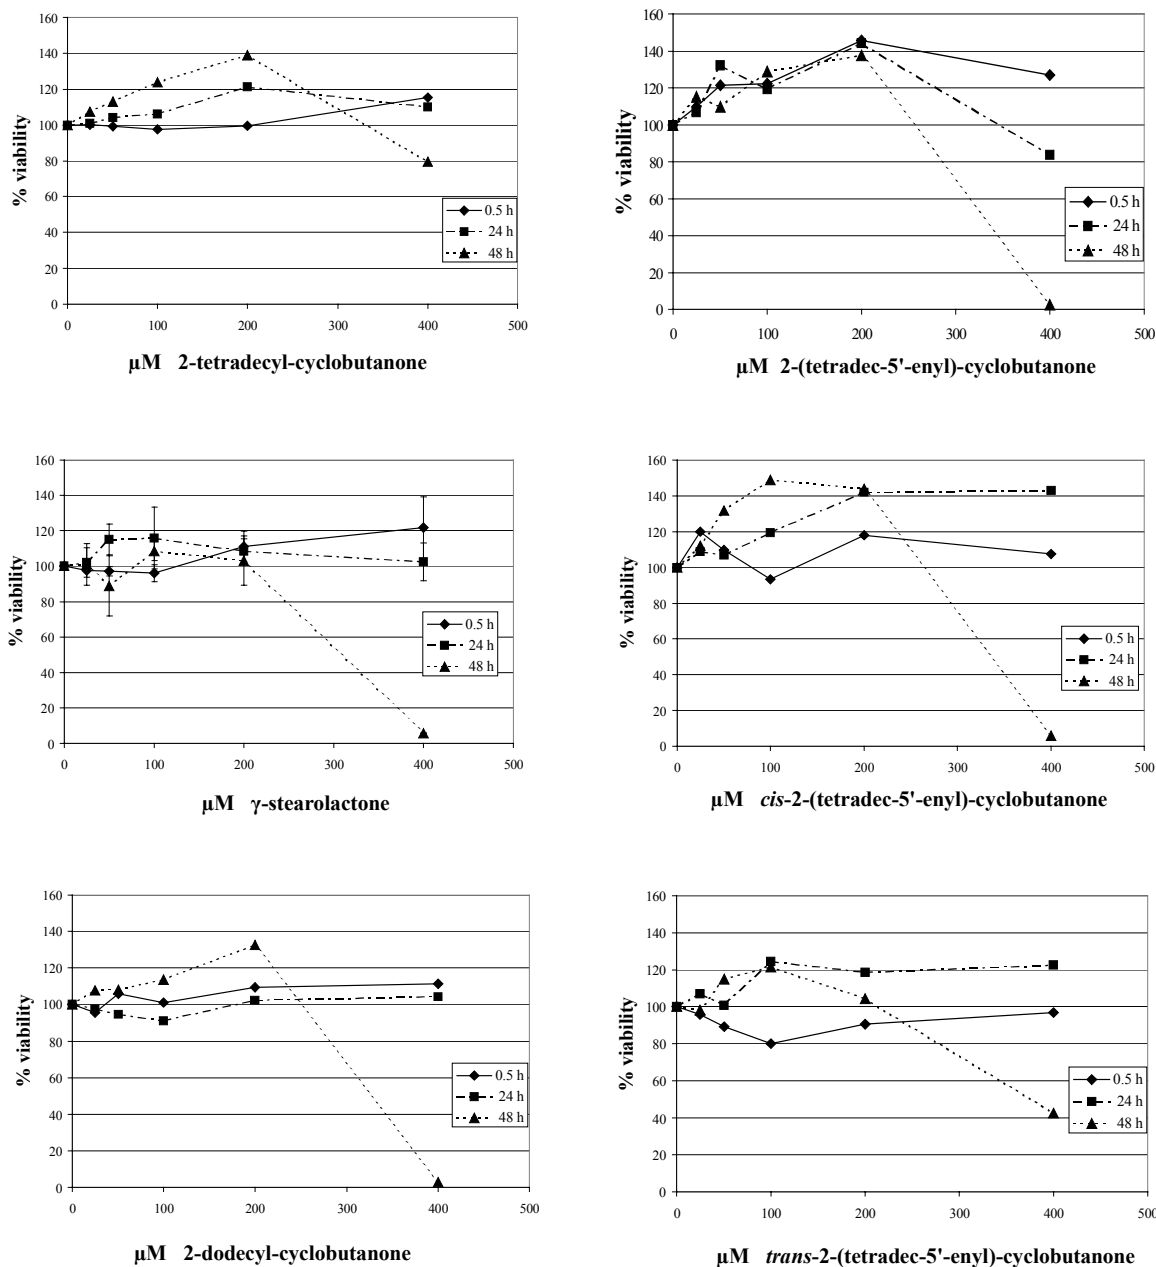 % viability
160
140
120
100
80
60
40
20
0
0 100 200 300 400 500
0.5 h
24 h
48 h
µM 2-tetradecyl-cyclobutanone
% viability
160
140
120
100
80
60
40
20
0
0 100 200 300 400 500
0.5 h
24 h
48 h
µM 2-(tetradec-5'-enyl)-cyclobutanone
% viability
160
140
120
100
80
60
40
20
0
0 100 200 300 400 500
0.5 h
24 h
48 h
µM γ-stearolactone
% viability
160
140
120
100
80
60
40
20
0
0 100 200 300 400 500
0.5 h
24 h
48 h
µM cis-2-(tetradec-5'-enyl)-cyclobutanone
% viability
160
140
120
100
80
60
40
20
0
0 100 200 300 400 500
0.5 h
24 h
48 h
µM 2-dodecyl-cyclobutanone
% viability
160
140
120
100
80
60
40
20
0
0 100 200 300 400 500
0.5 h
24 h
48 h
µM trans-2-(tetradec-5'-enyl)-cyclobutanone